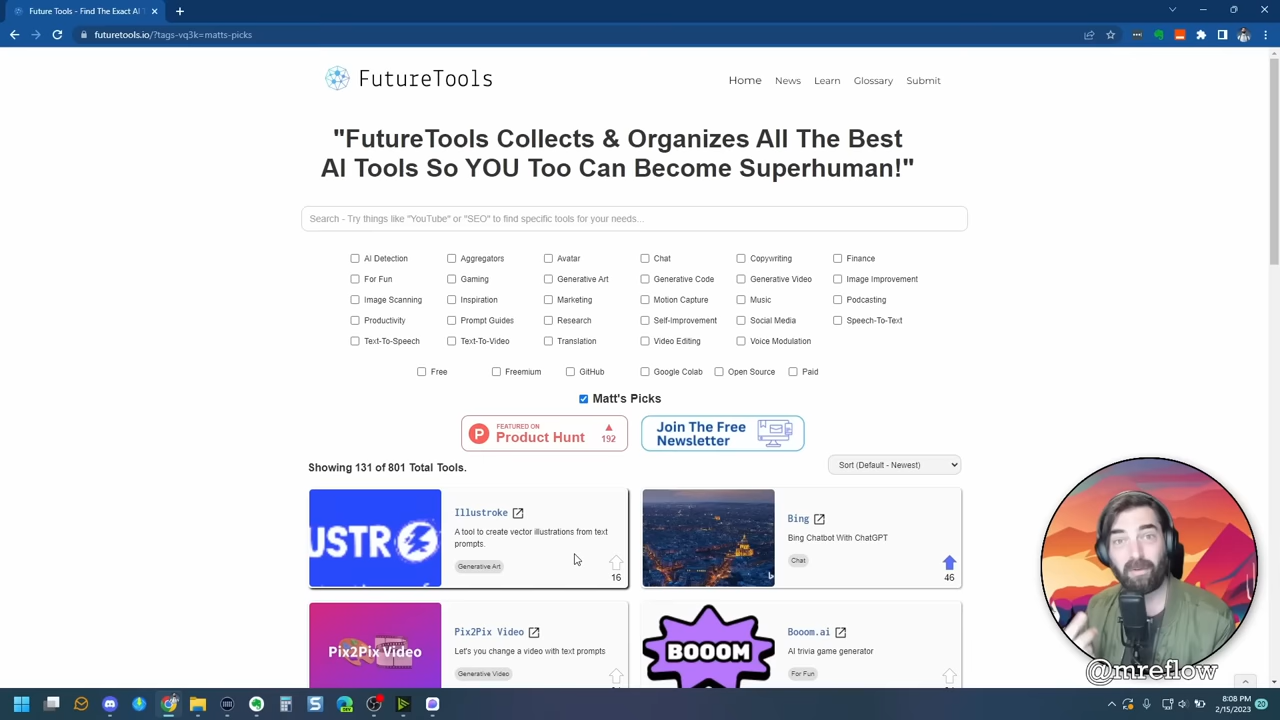 FutureTools - Find The Exact AI
futuretools.io/?tags-vq3k=matts-picks
FutureTools
Home News Learn Glossary Submit
"FutureTools Collects & Organizes All The Best
AI Tools So YOU Too Can Become Superhuman!"
Search - Try things like "YouTube" or "SEO" to find specific tools for your needs...
AI Detection Aggregators Avatar Chat Copywriting Finance
For Fun Gaming Generative Art Generative Code Generative Video Image Improvement
Image Scanning Inspiration Marketing Motion Capture Music Podcasting
Productivity Prompt Guides Research Self-Improvement Social Media Speech-To-Text
Text-To-Speech Text-To-Video Translation Video Editing Voice Modulation
Free Freemium GitHub Google Colab Open Source Paid
Matt's Picks
FEATURED ON
Product Hunt 192
Join The Free
Newsletter
Showing 131 of 801 Total Tools.
Sort (Default - Newest)
USTR
Illustroke
A tool to create vector illustrations from text
prompts.
Generative Art
16
Bing
Bing Chatbot With ChatGPT
Chat
46
Pix2Pix Video
Pix2Pix Video
Let's you change a video with text prompts
Generative Video
BOOOM
Booom.ai
AI trivia game generator
For Fun
@mreflow
8:08 PM
2/15/2023
20